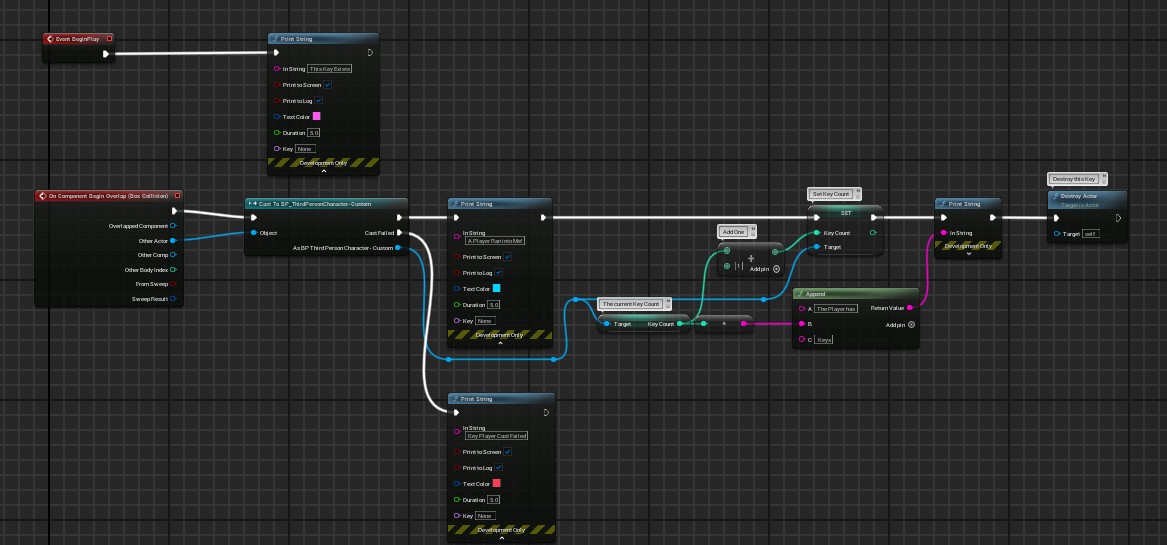 Event BeginPlay
Print String
In String This Key Exists
Print to Screen
Print to Log
Text Color
Duration 5.0
Key None
Development Only
On Component Begin Overlap (Box Collision)
Overlapped Component
Other Actor
Other Comp
Other Body Index
From Sweep
Sweep Result
Cast To BP_ThirdPersonCharacter-Custom
Object
Cast Failed
As BP Third Person Character - Custom
Print String
In String
A Player Ran into Me!
Print to Screen
Print to Log
Text Color
Duration 5.0
Key None
Development Only
Print String
In String
Key Player Cast Failed
Print to Screen
Print to Log
Text Color
Duration 5.0
Key None
Development Only
The current Key Count
Target
Key Count
Add One
1
Add pin
Set Key Count
SET
Key Count
Target
Append
A The Player has
B
C Keys
Return Value
Add pin
Print String
In String
Development Only
Destroy this Key
Destroy Actor
Target is Actor
Target self